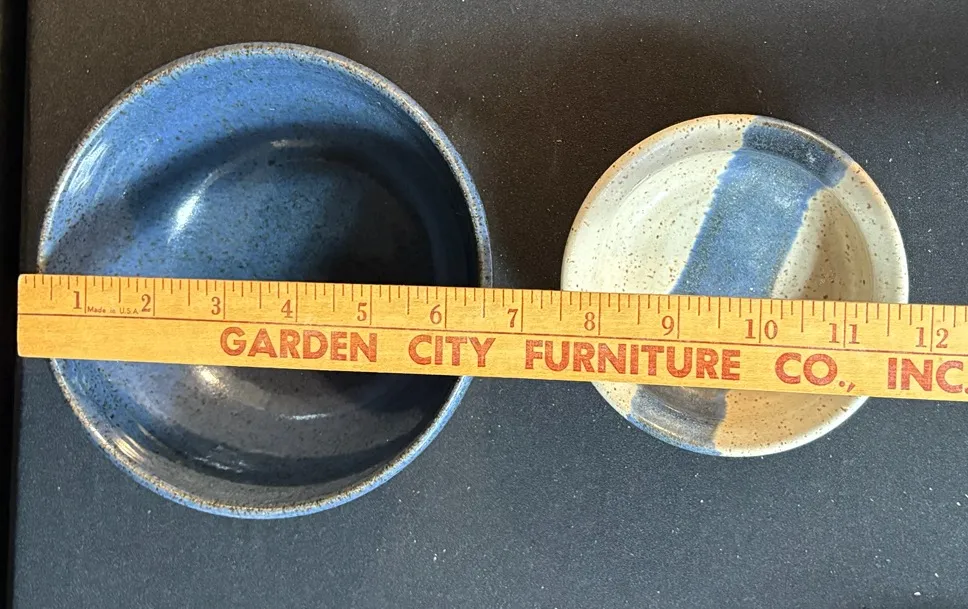 1 2 3 4 5 6 7 8 9 10 11 12
Made in U.S.A.
GARDEN CITY FURNITURE CO., INC.